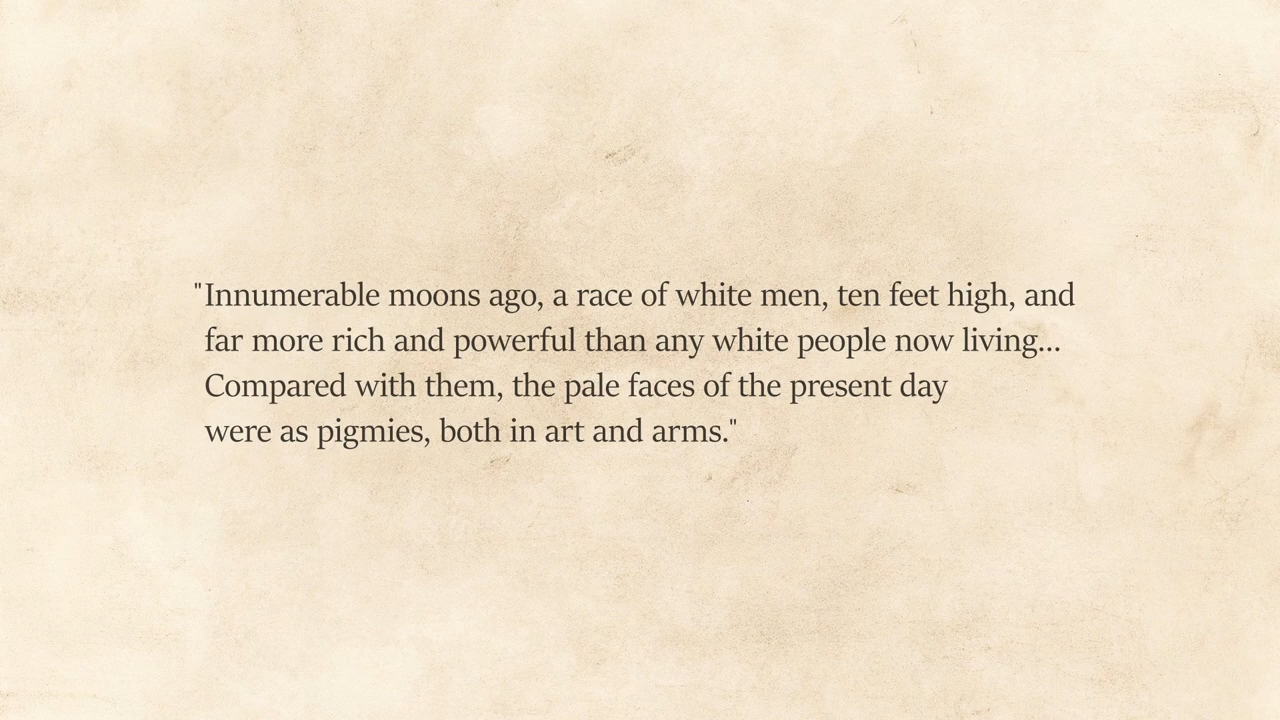 "Innumerable moons ago, a race of white men, ten feet high, and
far more rich and powerful than any white people now living...
Compared with them, the pale faces of the present day
were as pigmies, both in art and arms."